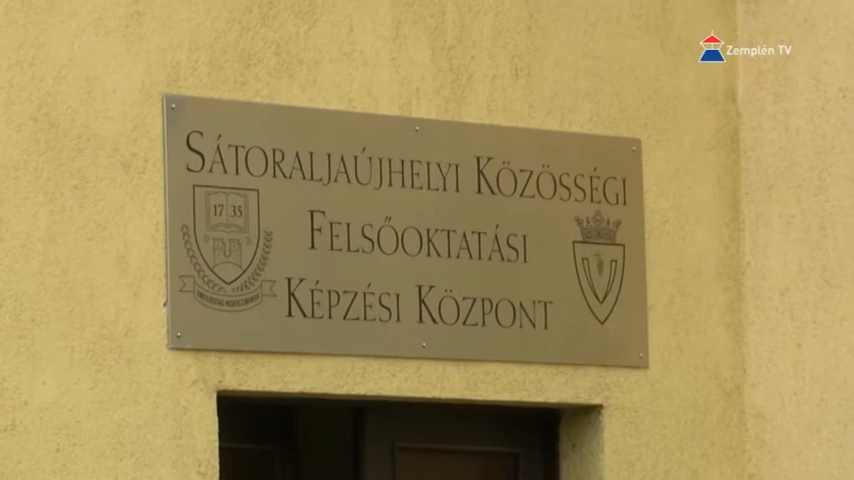 Zemplén TV
SÁTORALJAÚJHELYI KÖZÖSSÉGI
17 35
FELSŐOKTATÁSI
KÉPZÉSI KÖZPONT